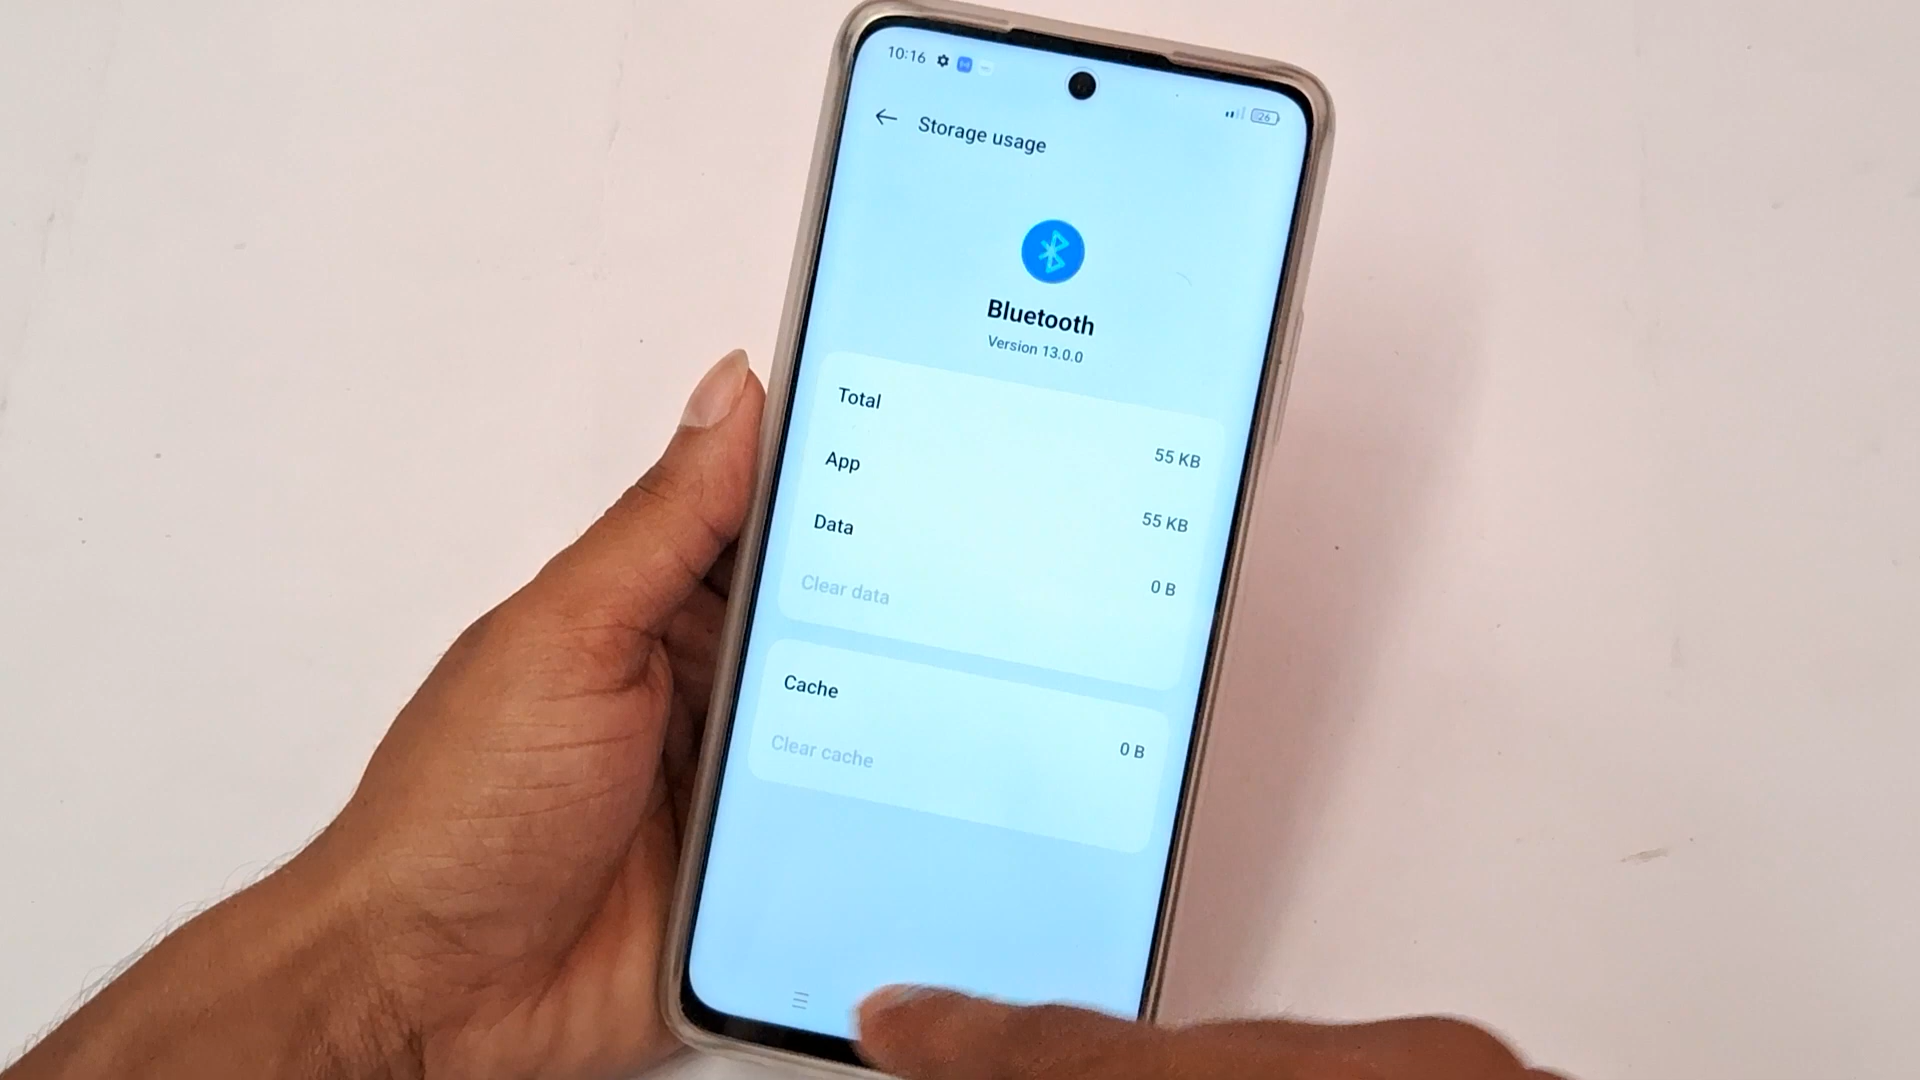 10:16
26
Storage usage
Bluetooth
Version 13.0.0
Total
55 KB
App
55 KB
Data
0 B
Clear data
Cache
0 B
Clear cache